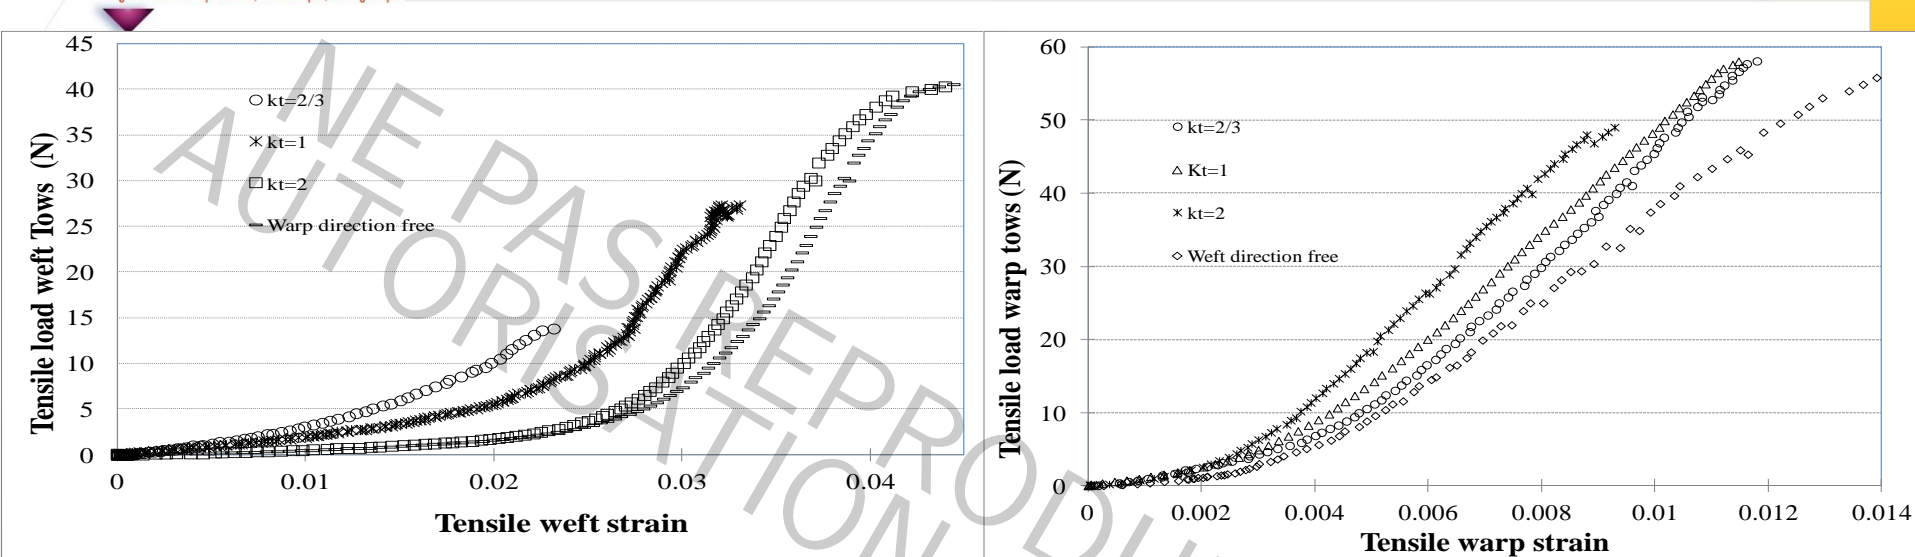 45
40
35
30
25
20
15
10
5
0
0 0.01 0.02 0.03 0.04
Tensile load weft Tows (N)
kt=2/3
kt=1
kt=2
Warp direction free
Tensile weft strain
60
50
40
30
20
10
0
0 0.002 0.004 0.006 0.008 0.01 0.012 0.014
Tensile load warp tows (N)
kt=2/3
Kt=1
kt=2
Weft direction free
Tensile warp strain
NE PAS REPRODU
AUTORISATION